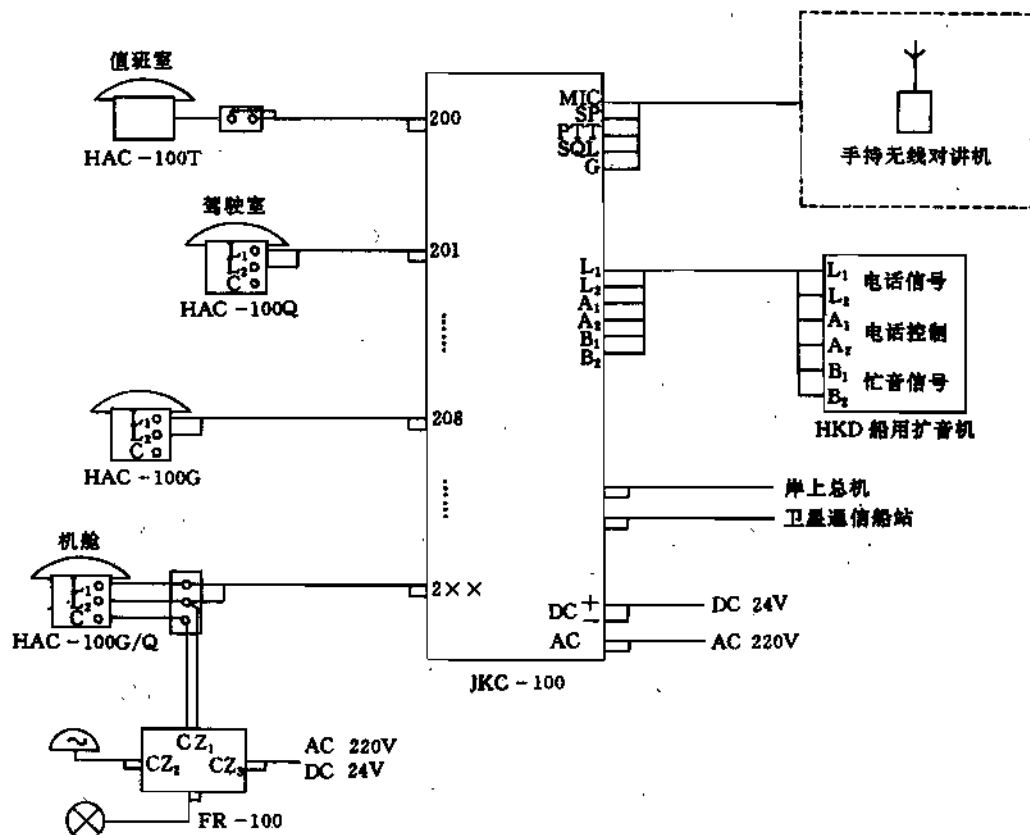 值班室
HAC-100T
200
驾驶室
L₁
L₂
C
HAC-100Q
201
L₁
L₂
C
HAC-100G
208
机舱
L₁
L₂
C
HAC-100G/Q
2××
JKC-100
MIC
SP
PTT
SQL
G
手持无线对讲机
L₁
L₂
A₁
A₂
B₁
B₂
L₁ 电话信号
L₂
A₁ 电话控制
A₂
B₁ 忙音信号
B₂
HKD 船用扩音机
岸上总机
卫星通信船站
DC + -
DC 24V
AC
AC 220V
CZ₁
CZ₂
CZ₃
~
AC 220V
DC 24V
FR-100